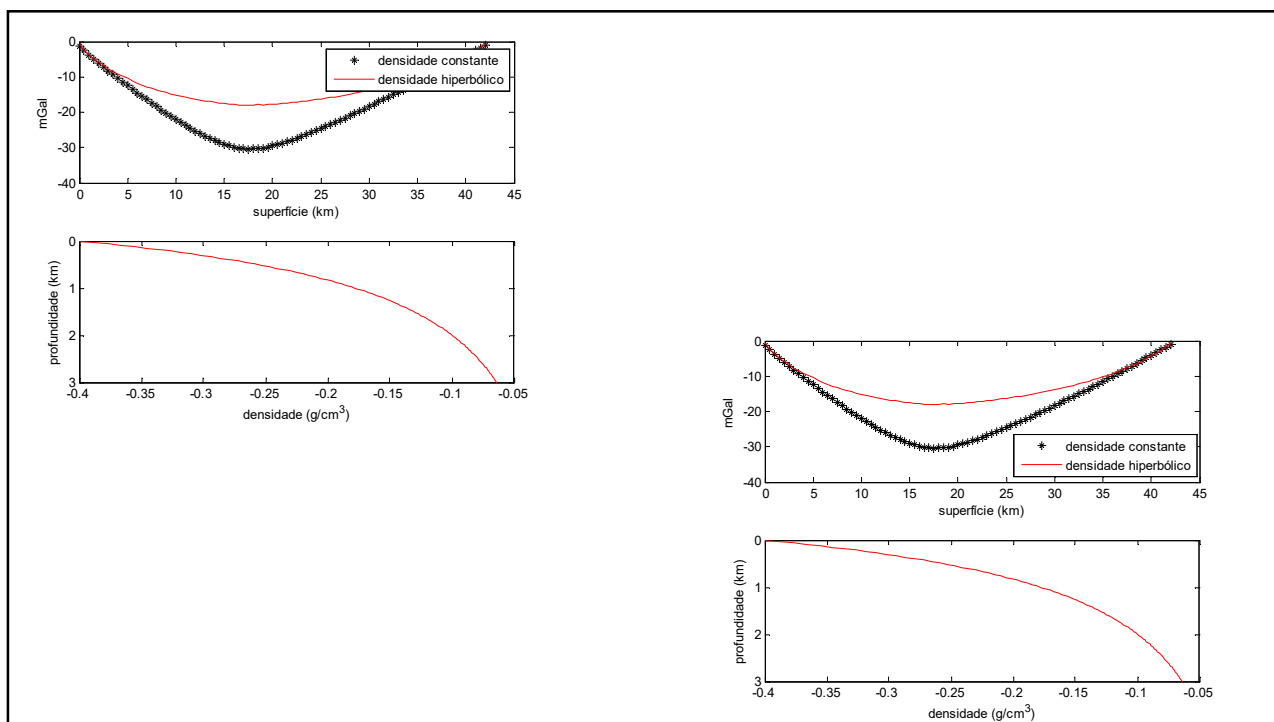 0
-10
-20
-30
-40
mGal
densidade constante
densidade hiperbólico
0 5 10 15 20 25 30 35 40 45
superfície (km)
0
1
2
3
profundidade (km)
-0.4 -0.35 -0.3 -0.25 -0.2 -0.15 -0.1 -0.05
densidade (g/cm³)
0
-10
-20
-30
-40
mGal
densidade constante
densidade hiperbólico
0 5 10 15 20 25 30 35 40 45
superfície (km)
0
1
2
3
profundidade (km)
-0.4 -0.35 -0.3 -0.25 -0.2 -0.15 -0.1 -0.05
densidade (g/cm³)